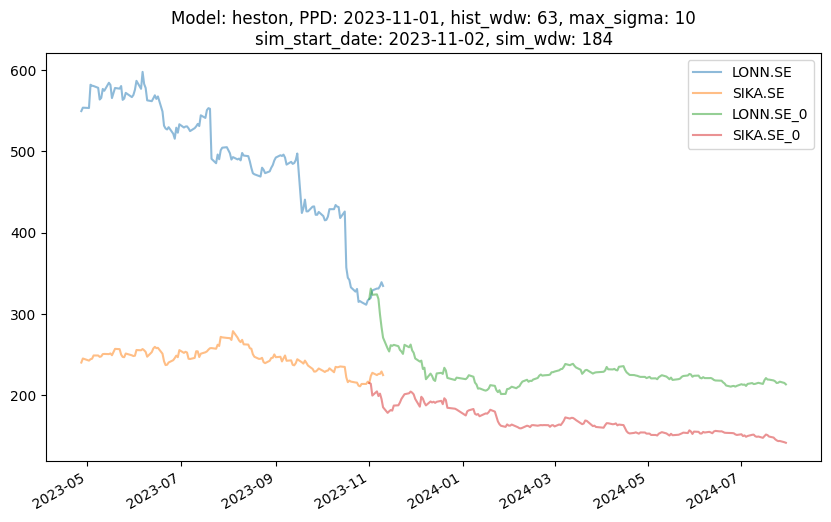 Model: heston, PPD: 2023-11-01, hist_wdw: 63, max_sigma: 10
sim_start_date: 2023-11-02, sim_wdw: 184
600
500
400
300
200
LONN.SE
SIKA.SE
LONN.SE_0
SIKA.SE_0
2023-05
2023-07
2023-09
2023-11
2024-01
2024-03
2024-05
2024-07